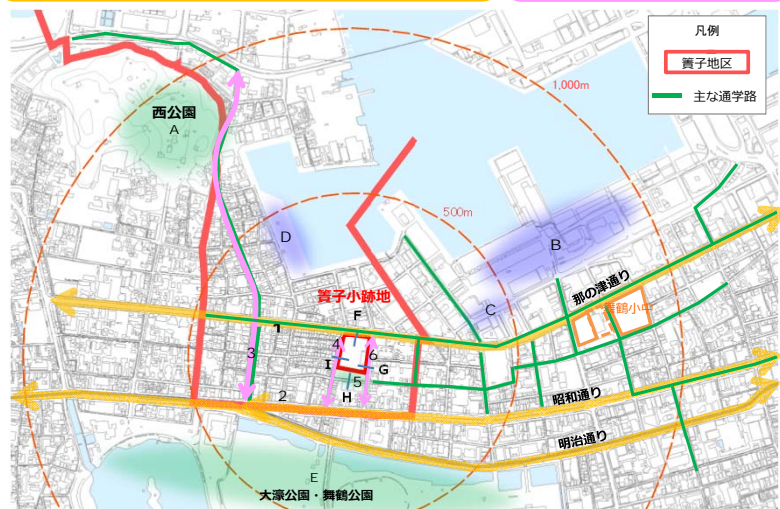 凡例
簀子地区
主な通学路
1,000m
西公園
A
500m
D
B
C
那の津通り
舞鶴小中
簀子小跡地
F
1
4
6
3
I
G
5
2
H
昭和通り
明治通り
E
大濠公園・舞鶴公園